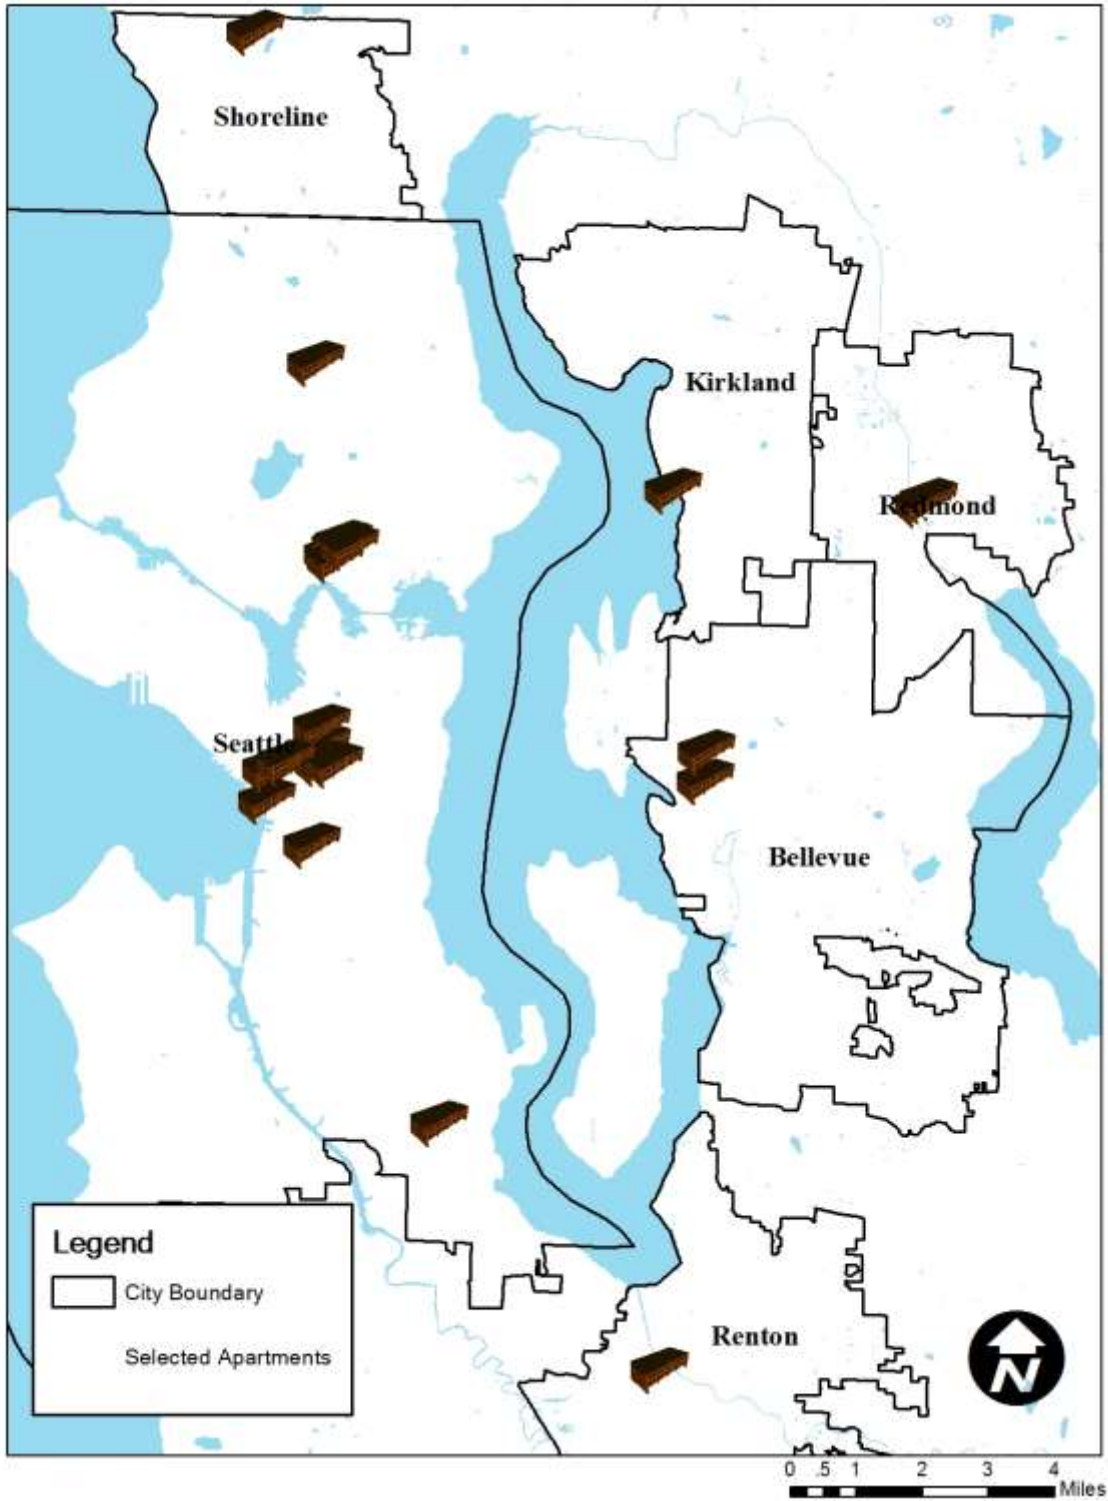 Shoreline
Kirkland
Redmond
Seattle
Bellevue
Renton
Legend
City Boundary
Selected Apartments
N
0 .5 1 2 3 4
Miles